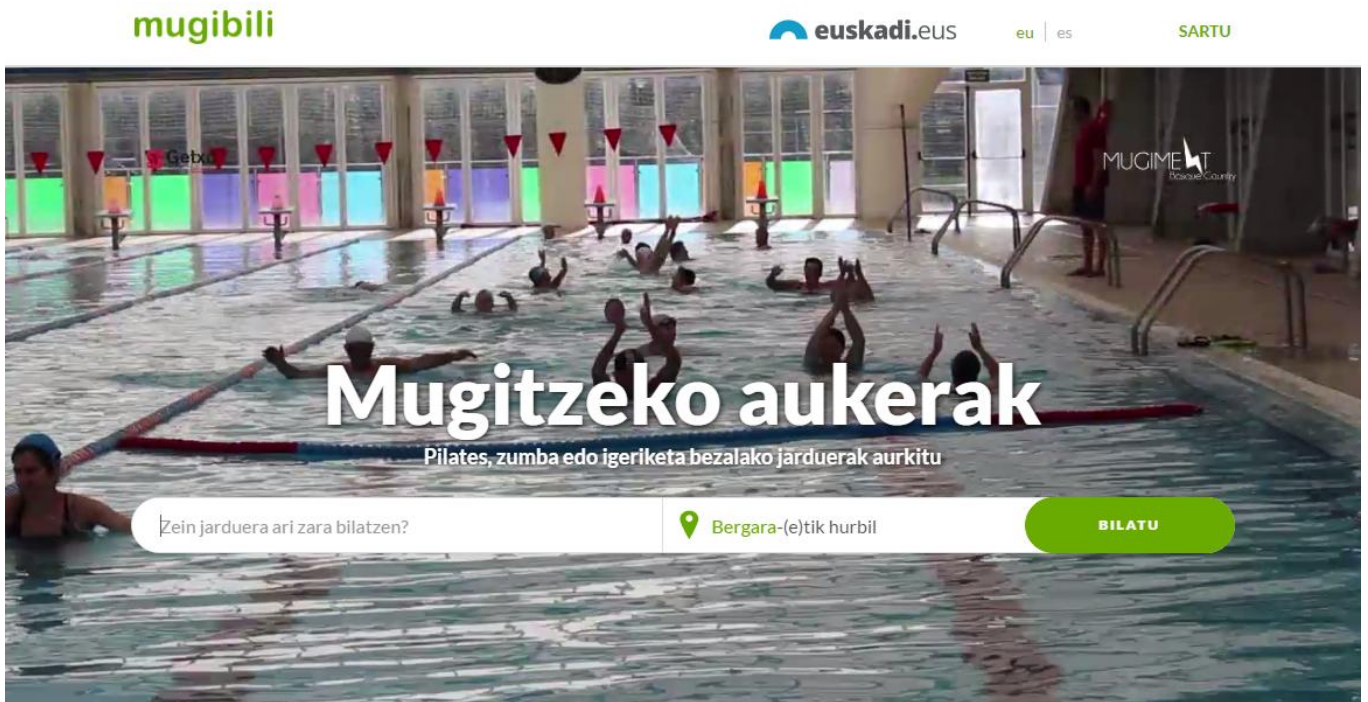 mugibili
euskadi.eus
eu | es
SARTU
Getxo
MUGIMENT
Basque Country
Mugitzeko aukerak
Pilates, zumba edo igeriketa bezalako jarduerak aurkitu
Zein jarduera ari zara bilatzen?
Bergara-(e)tik hurbil
BILATU